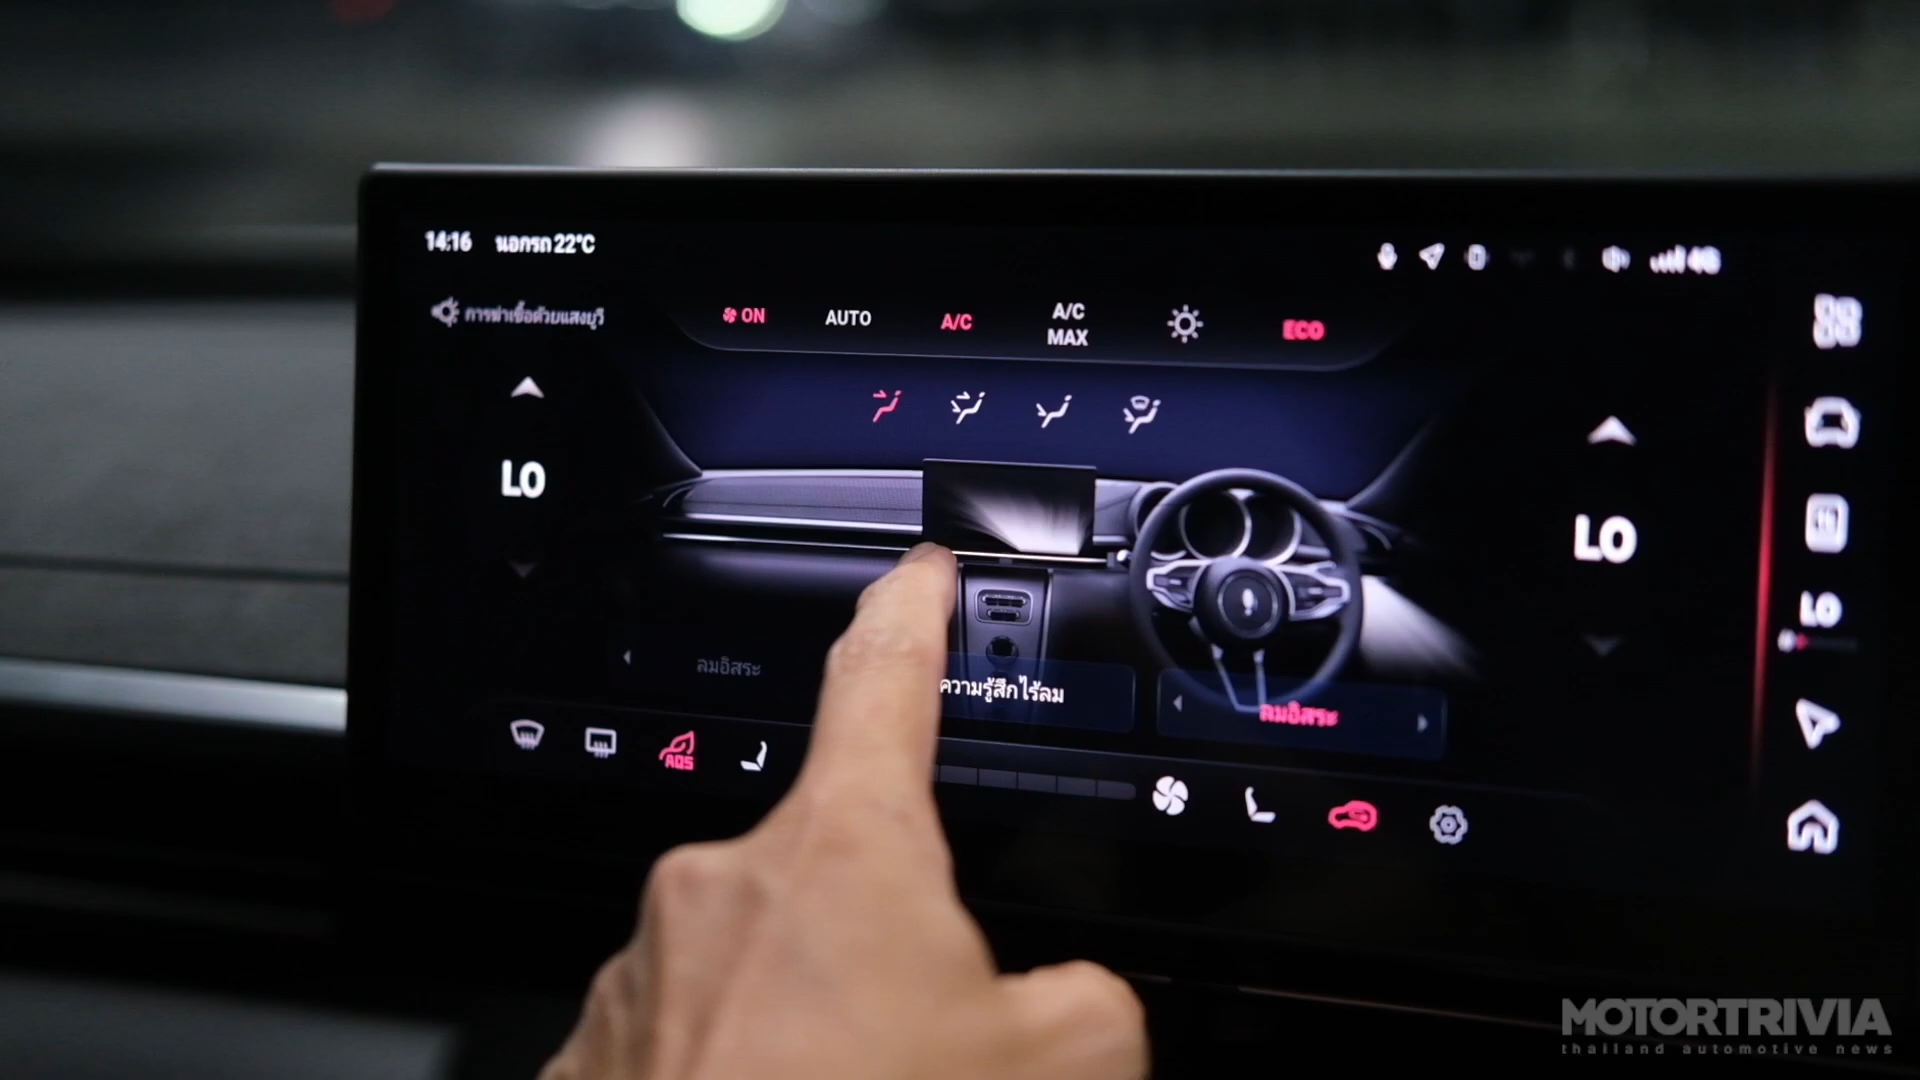 14:16 นอกรถ 22°C
4G
การฆ่าเชื้อด้วยแสงยูวี
ON AUTO A/C A/C MAX ECO
LO
LO
LO
ลมอิสระ
ความรู้สึกไร้ลม
ลมอิสระ
AQS
MOTORTRIVIA
thailand automotive news